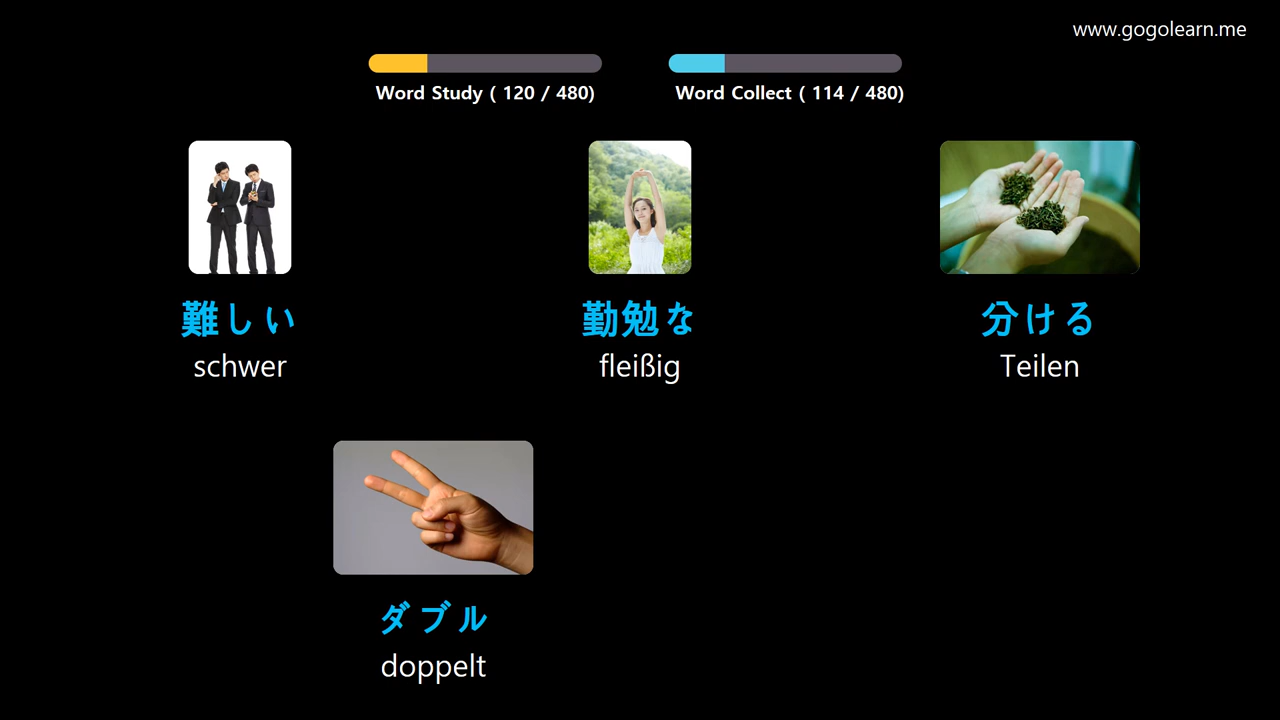 www.gogolearn.me
Word Study ( 120 / 480)
Word Collect ( 114 / 480)
難しい
schwer
勤勉な
fleißig
分ける
Teilen
ダブル
doppelt